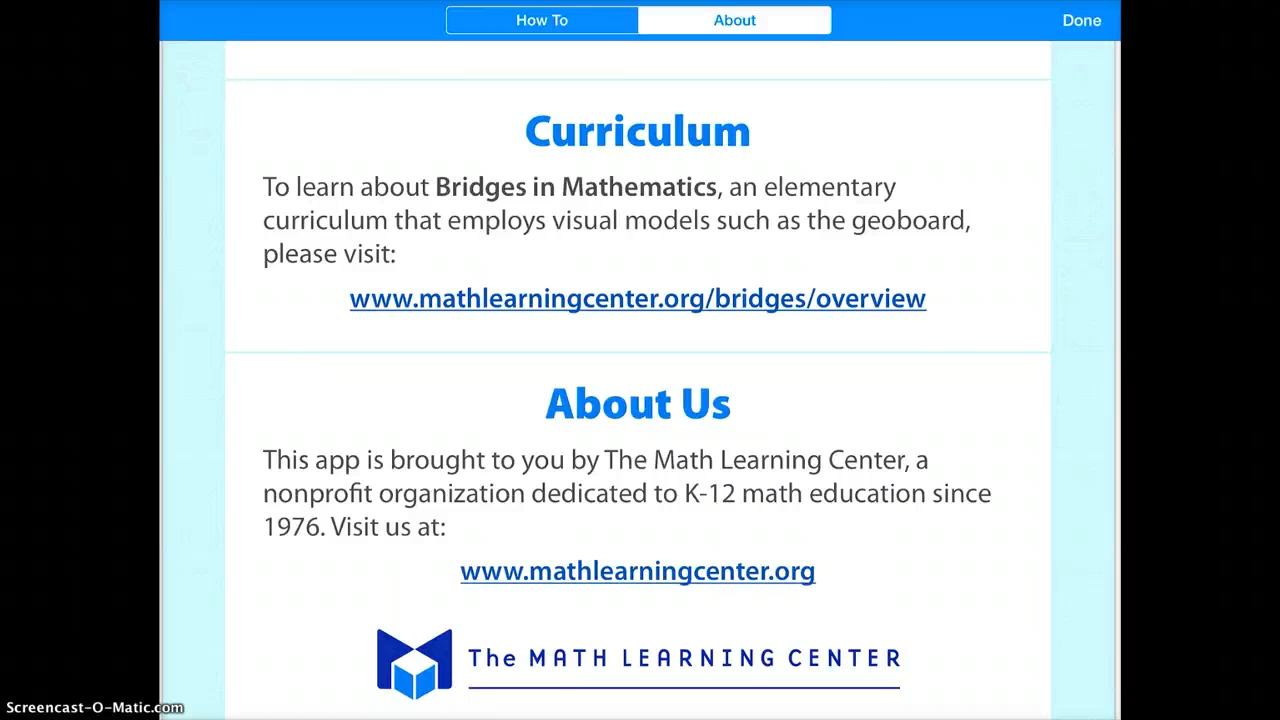 How To
About
Done
Curriculum
To learn about Bridges in Mathematics, an elementary
curriculum that employs visual models such as the geoboard,
please visit:
www.mathlearningcenter.org/bridges/overview
About Us
This app is brought to you by The Math Learning Center, a
nonprofit organization dedicated to K-12 math education since
1976. Visit us at:
www.mathlearningcenter.org
The MATH LEARNING CENTER
Screencast-O-Matic.com